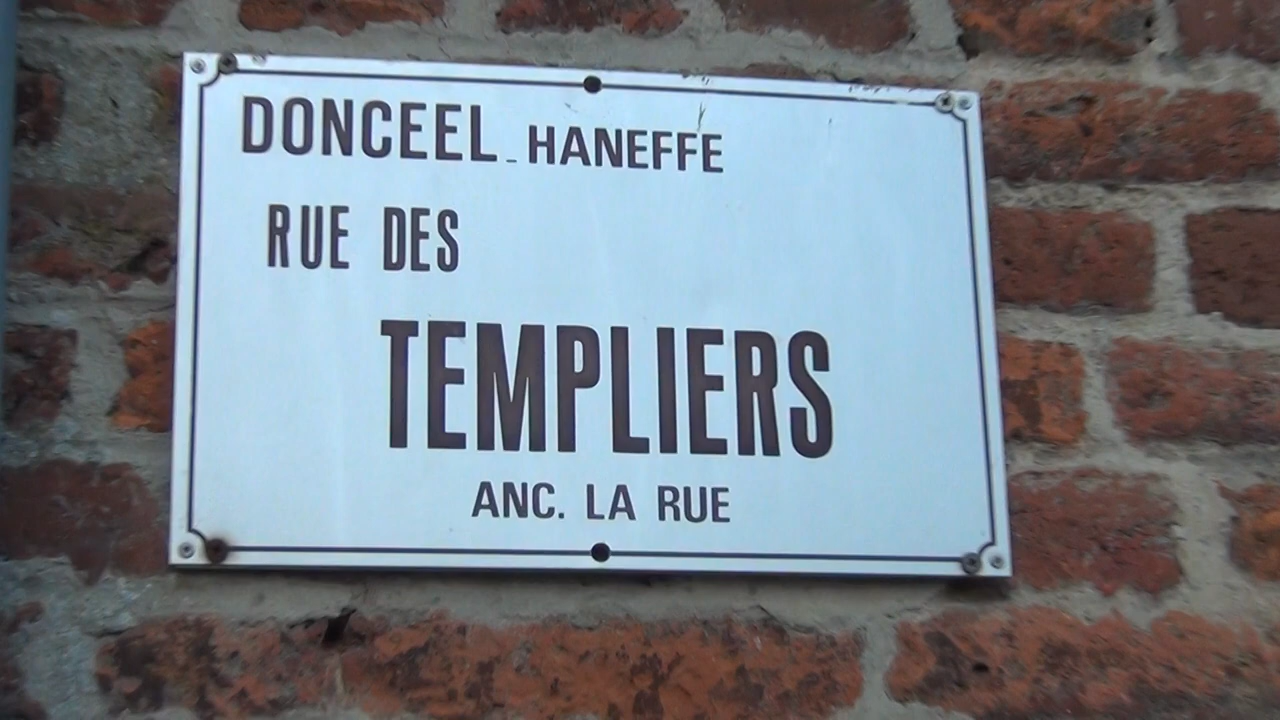 DONCEEL - HANEFFE
RUE DES
TEMPLIERS
ANC. LA RUE